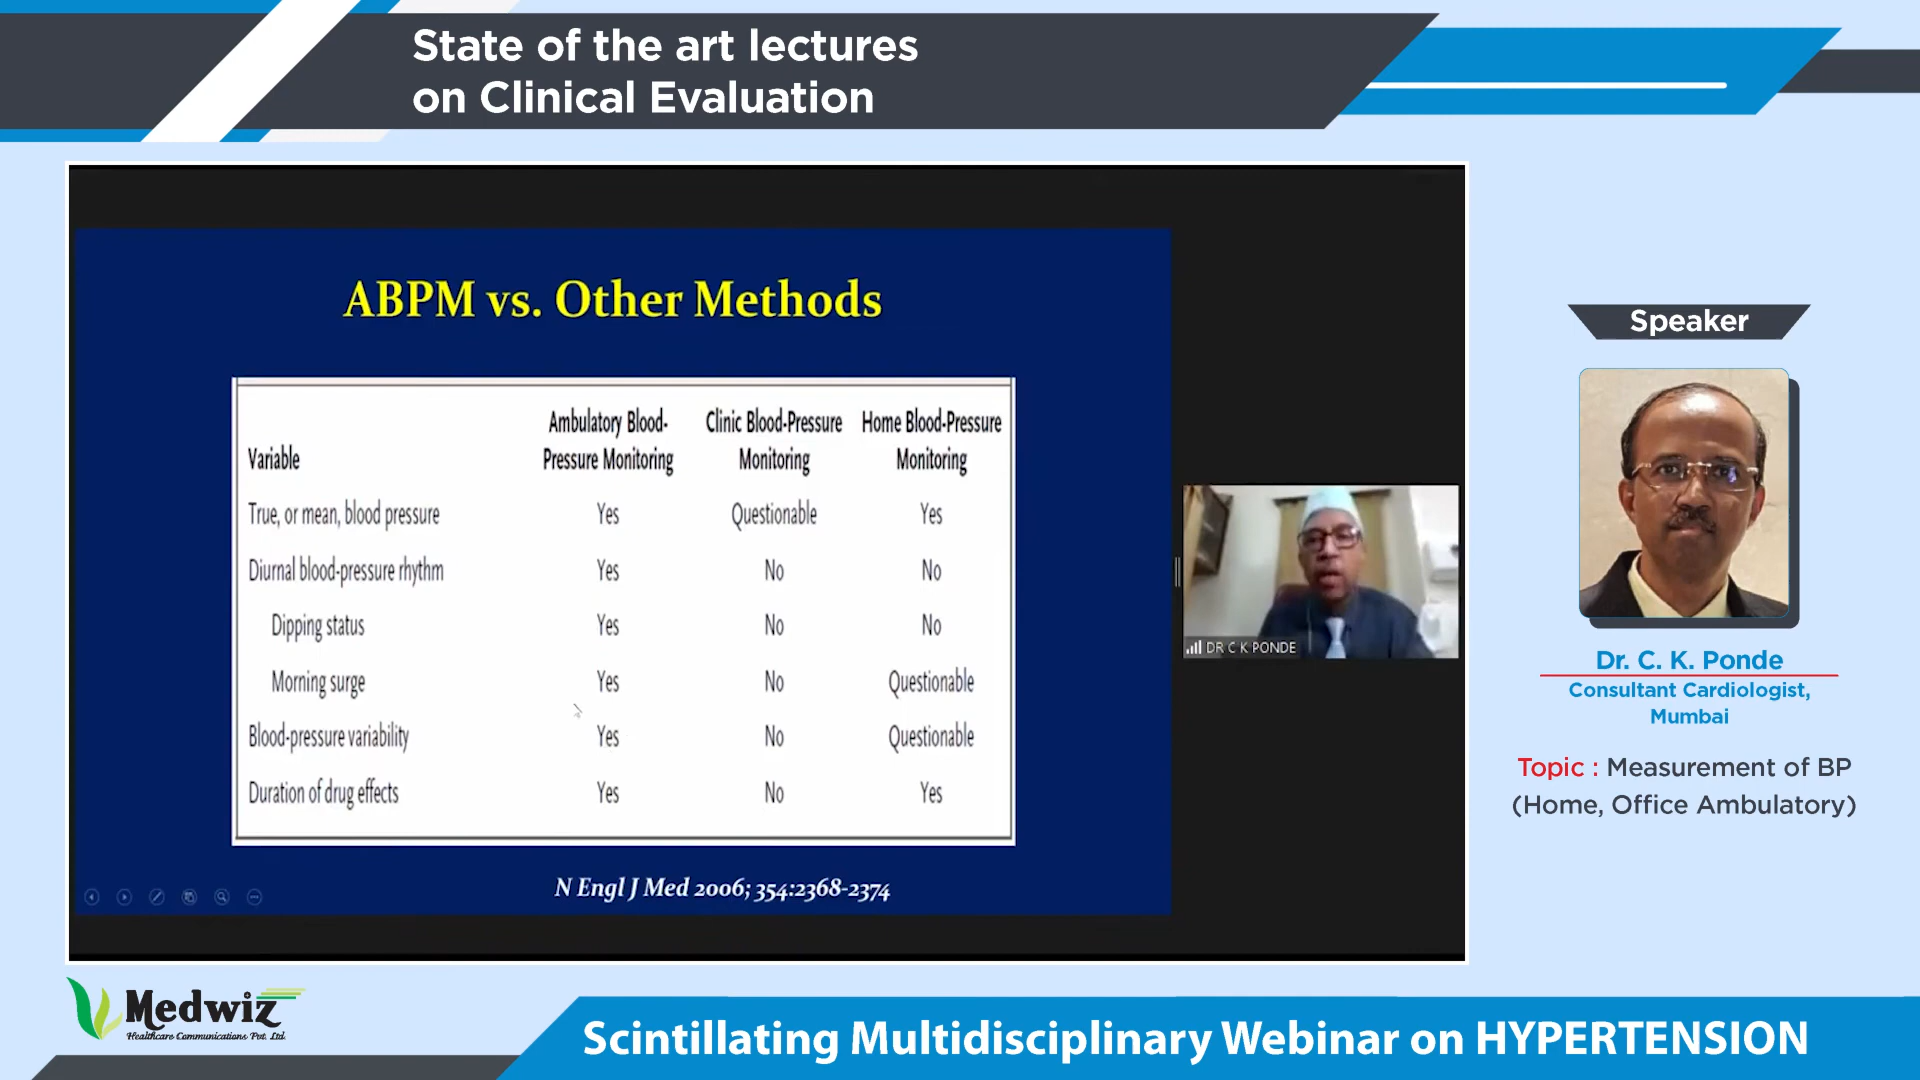 State of the art lectures
on Clinical Evaluation
ABPM vs. Other Methods
Variable
Ambulatory Blood-
Pressure Monitoring
Clinic Blood-Pressure
Monitoring
Home Blood-Pressure
Monitoring
True, or mean, blood pressure Yes Questionable Yes
Diurnal blood-pressure rhythm Yes No No
Dipping status Yes No No
Morning surge Yes No Questionable
Blood-pressure variability Yes No Questionable
Duration of drug effects Yes No Yes
N Engl J Med 2006; 354:2368-2374
DR C K PONDE
Speaker
Dr. C. K. Ponde
Consultant Cardiologist,
Mumbai
Topic : Measurement of BP
(Home, Office Ambulatory)
Medwiz
Healthcare Communications Pvt. Ltd.
Scintillating Multidisciplinary Webinar on HYPERTENSION